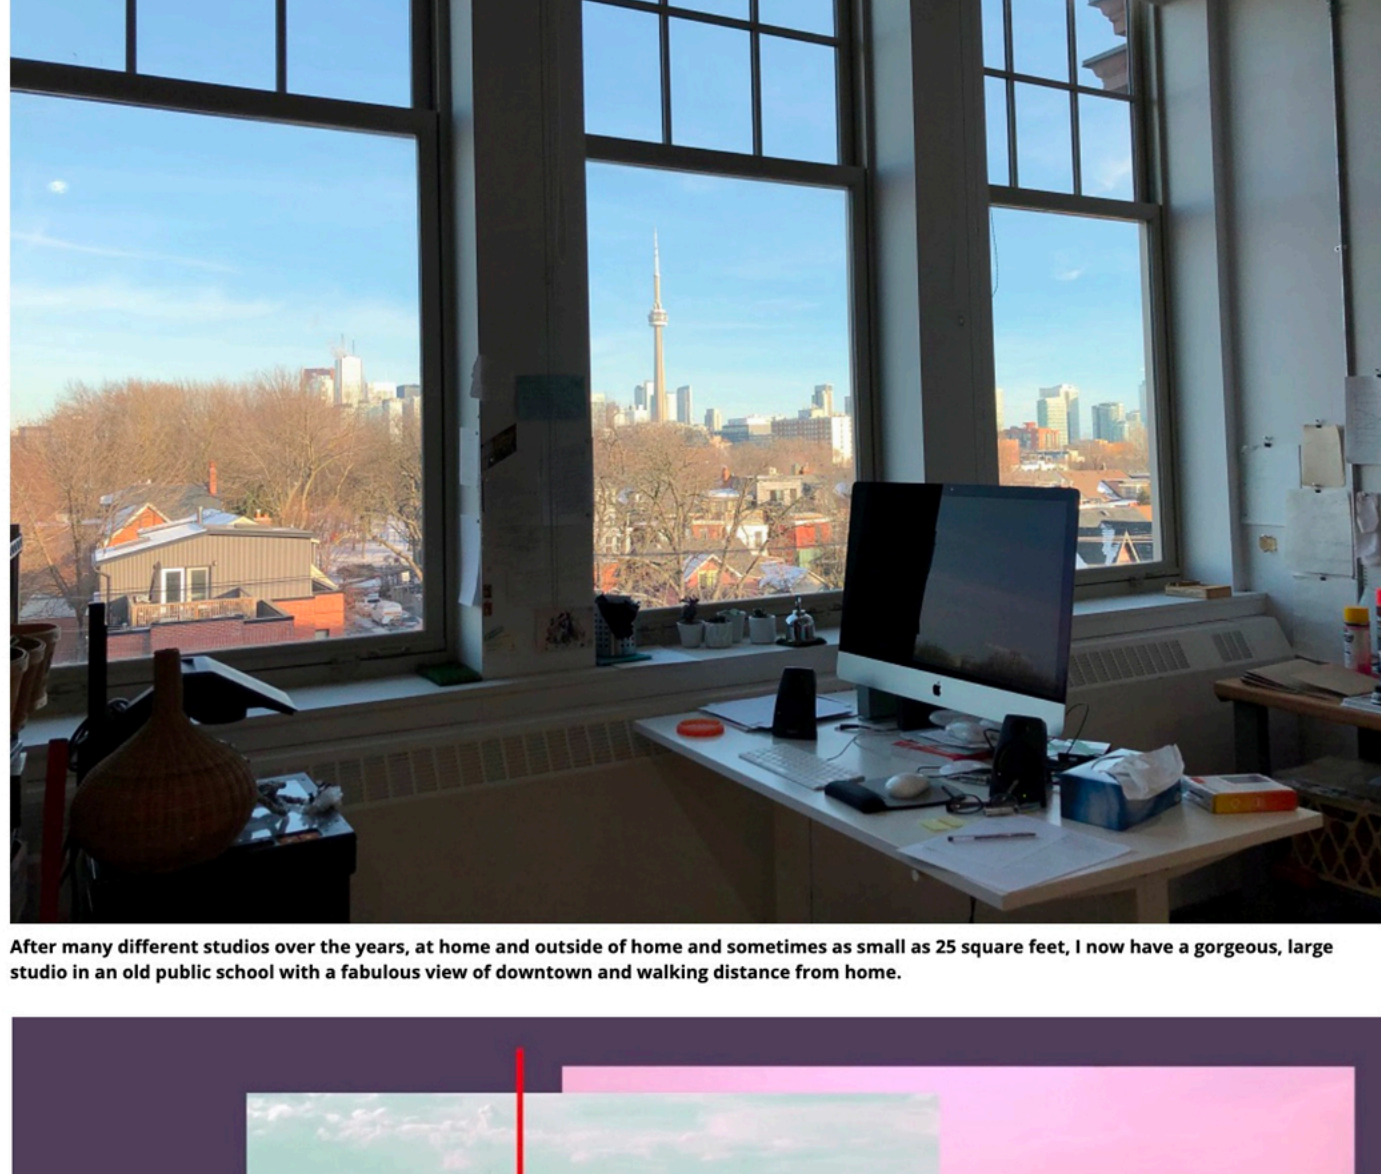 After many different studios over the years, at home and outside of home and sometimes as small as 25 square feet, I now have a gorgeous, large
studio in an old public school with a fabulous view of downtown and walking distance from home.